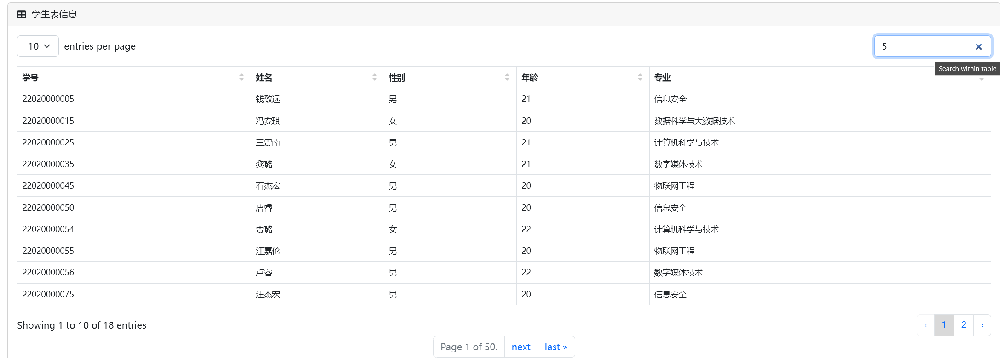 学生表信息
10 entries per page
5
Search within table
学号 姓名 性别 年龄 专业
22020000005 钱致远 男 21 信息安全
22020000015 冯安琪 女 20 数据科学与大数据技术
22020000025 王震南 男 21 计算机科学与技术
22020000035 黎璐 女 21 数字媒体技术
22020000045 石杰宏 男 20 物联网工程
22020000050 唐睿 男 20 信息安全
22020000054 贾璐 女 22 计算机科学与技术
22020000055 江嘉伦 男 20 物联网工程
22020000056 卢睿 男 22 数字媒体技术
22020000075 汪杰宏 男 20 信息安全
Showing 1 to 10 of 18 entries
‹ 1 2 ›
Page 1 of 50. next last »